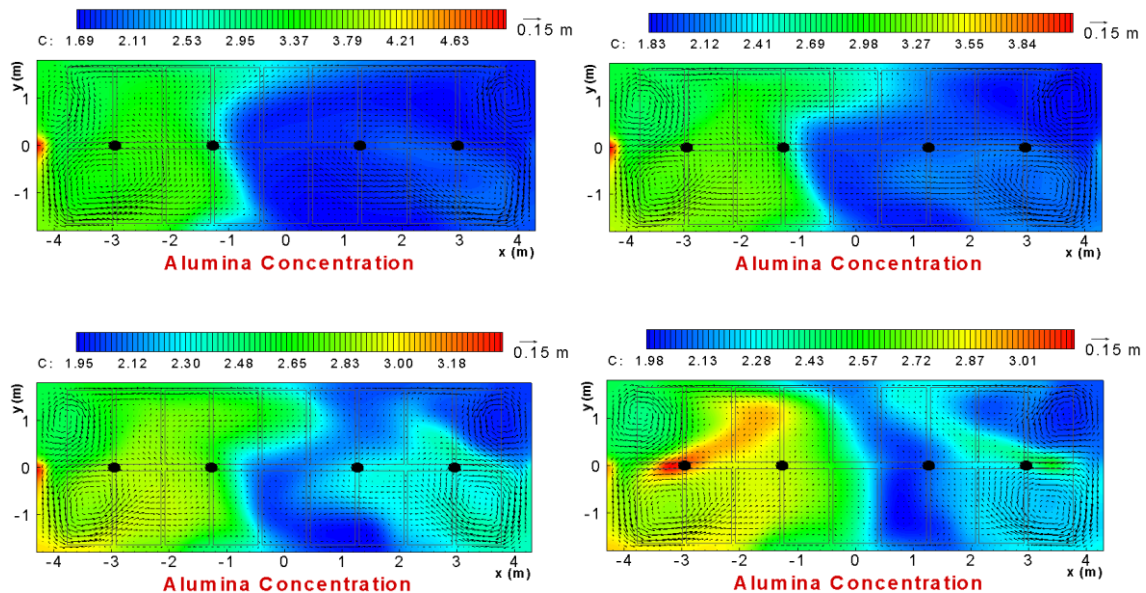 C: 1.69 2.11 2.53 2.95 3.37 3.79 4.21 4.63
0.15 m
y (m)
1
0
-1
-4 -3 -2 -1 0 1 2 3 4
x (m)
Alumina Concentration
C: 1.83 2.12 2.41 2.69 2.98 3.27 3.55 3.84
0.15 m
y (m)
1
0
-1
-4 -3 -2 -1 0 1 2 3 4
x (m)
Alumina Concentration
C: 1.95 2.12 2.30 2.48 2.65 2.83 3.00 3.18
0.15 m
y (m)
1
0
-1
-4 -3 -2 -1 0 1 2 3 4
x (m)
Alumina Concentration
C: 1.98 2.13 2.28 2.43 2.57 2.72 2.87 3.01
0.15 m
y (m)
1
0
-1
-4 -3 -2 -1 0 1 2 3 4
x (m)
Alumina Concentration